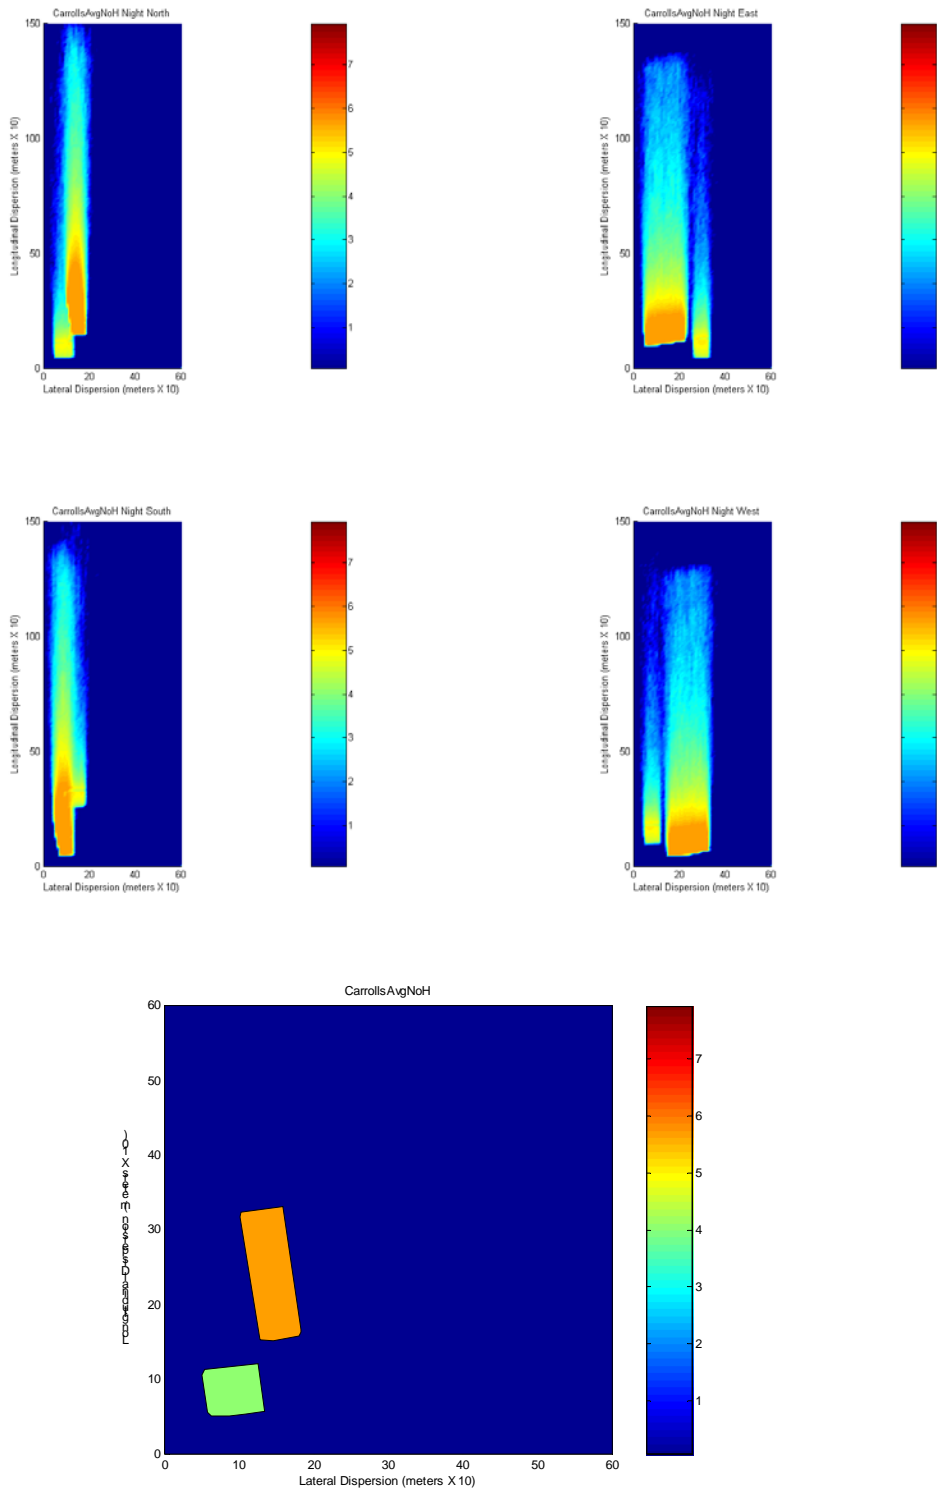 CarrollsAvgNoH Night North
150
100
50
0
0 20 40 60
Longitudinal Dispersion (meters X 10)
Lateral Dispersion (meters X 10)
7
6
5
4
3
2
1
CarrollsAvgNoH Night East
150
100
50
0
0 20 40 60
Longitudinal Dispersion (meters X 10)
Lateral Dispersion (meters X 10)
CarrollsAvgNoH Night South
150
100
50
0
0 20 40 60
Longitudinal Dispersion (meters X 10)
Lateral Dispersion (meters X 10)
7
6
5
4
3
2
1
CarrollsAvgNoH Night West
150
100
50
0
0 20 40 60
Longitudinal Dispersion (meters X 10)
Lateral Dispersion (meters X 10)
CarrollsAvgNoH
60
50
40
30
20
10
0
0 10 20 30 40 50 60
Longitudinal Dispersion (meters X 10)
Lateral Dispersion (meters X 10)
7
6
5
4
3
2
1